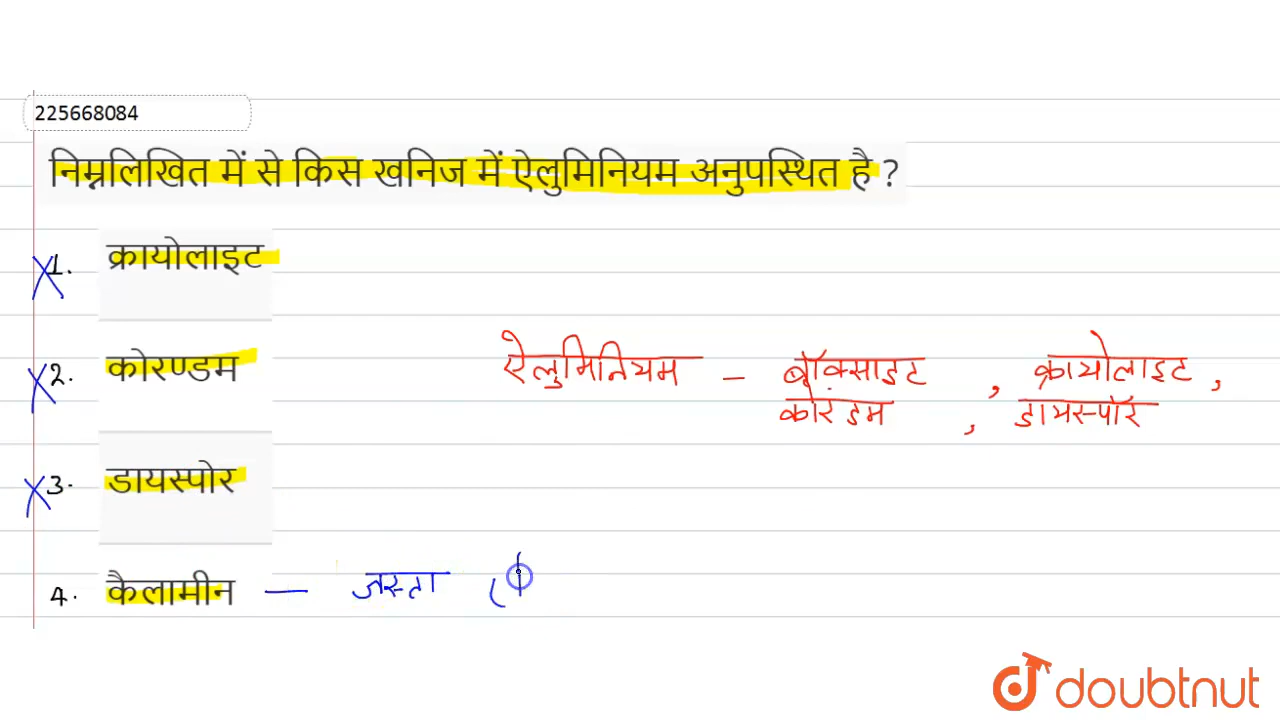 225668084
निम्नलिखित में से किस खनिज में ऐलुमिनियम अनुपस्थित है ?
1. क्रायोलाइट
2. कोरण्डम
ऐलुमिनियम – बॉक्साइट , क्रायोलाइट ,
कोरंडम , डायस्पॉर
3. डायस्पोर
4. कैलामीन — जस्ता (
doubtnut